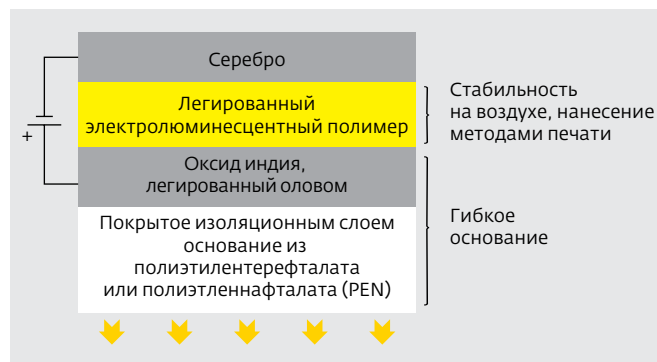 Серебро
Легированный
электролюминесцентный полимер
Стабильность
на воздухе, нанесение
методами печати
+
Оксид индия,
легированный оловом
Покрытое изоляционным слоем
основание из
полиэтилентерефталата
или полиэтленнафталата (PEN)
Гибкое
основание